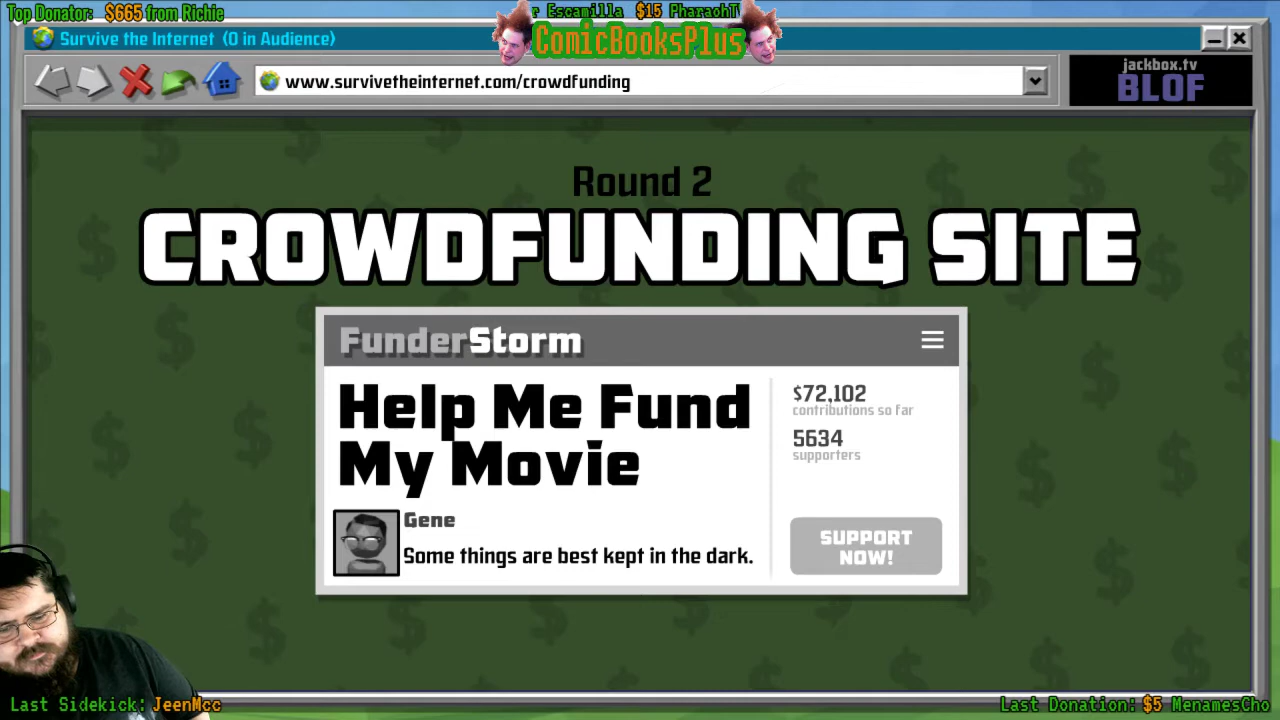 Top Donator: $665 from Richie
r Escamilla $15 PharaohT
ComicBooksPlus
Survive the Internet (0 in Audience)
www.survivetheinternet.com/crowdfunding
jackbox.tv
BLOF
Round 2
CROWDFUNDING SITE
FunderStorm
Help Me Fund
My Movie
$72,102
contributions so far
5634
supporters
Gene
Some things are best kept in the dark.
SUPPORT
NOW!
Last Sidekick: JeenMcc
Last Donation: $5 MenamesCho